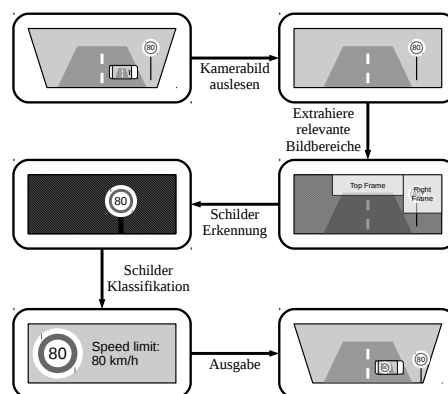 80
80
Kamerabild
auslesen
Extrahiere
relevante
Bildbereiche
Top Frame
Right
Frame
80
Schilder
Erkennung
Schilder
Klassifikation
80
Speed limit:
80 km/h
Ausgabe
80